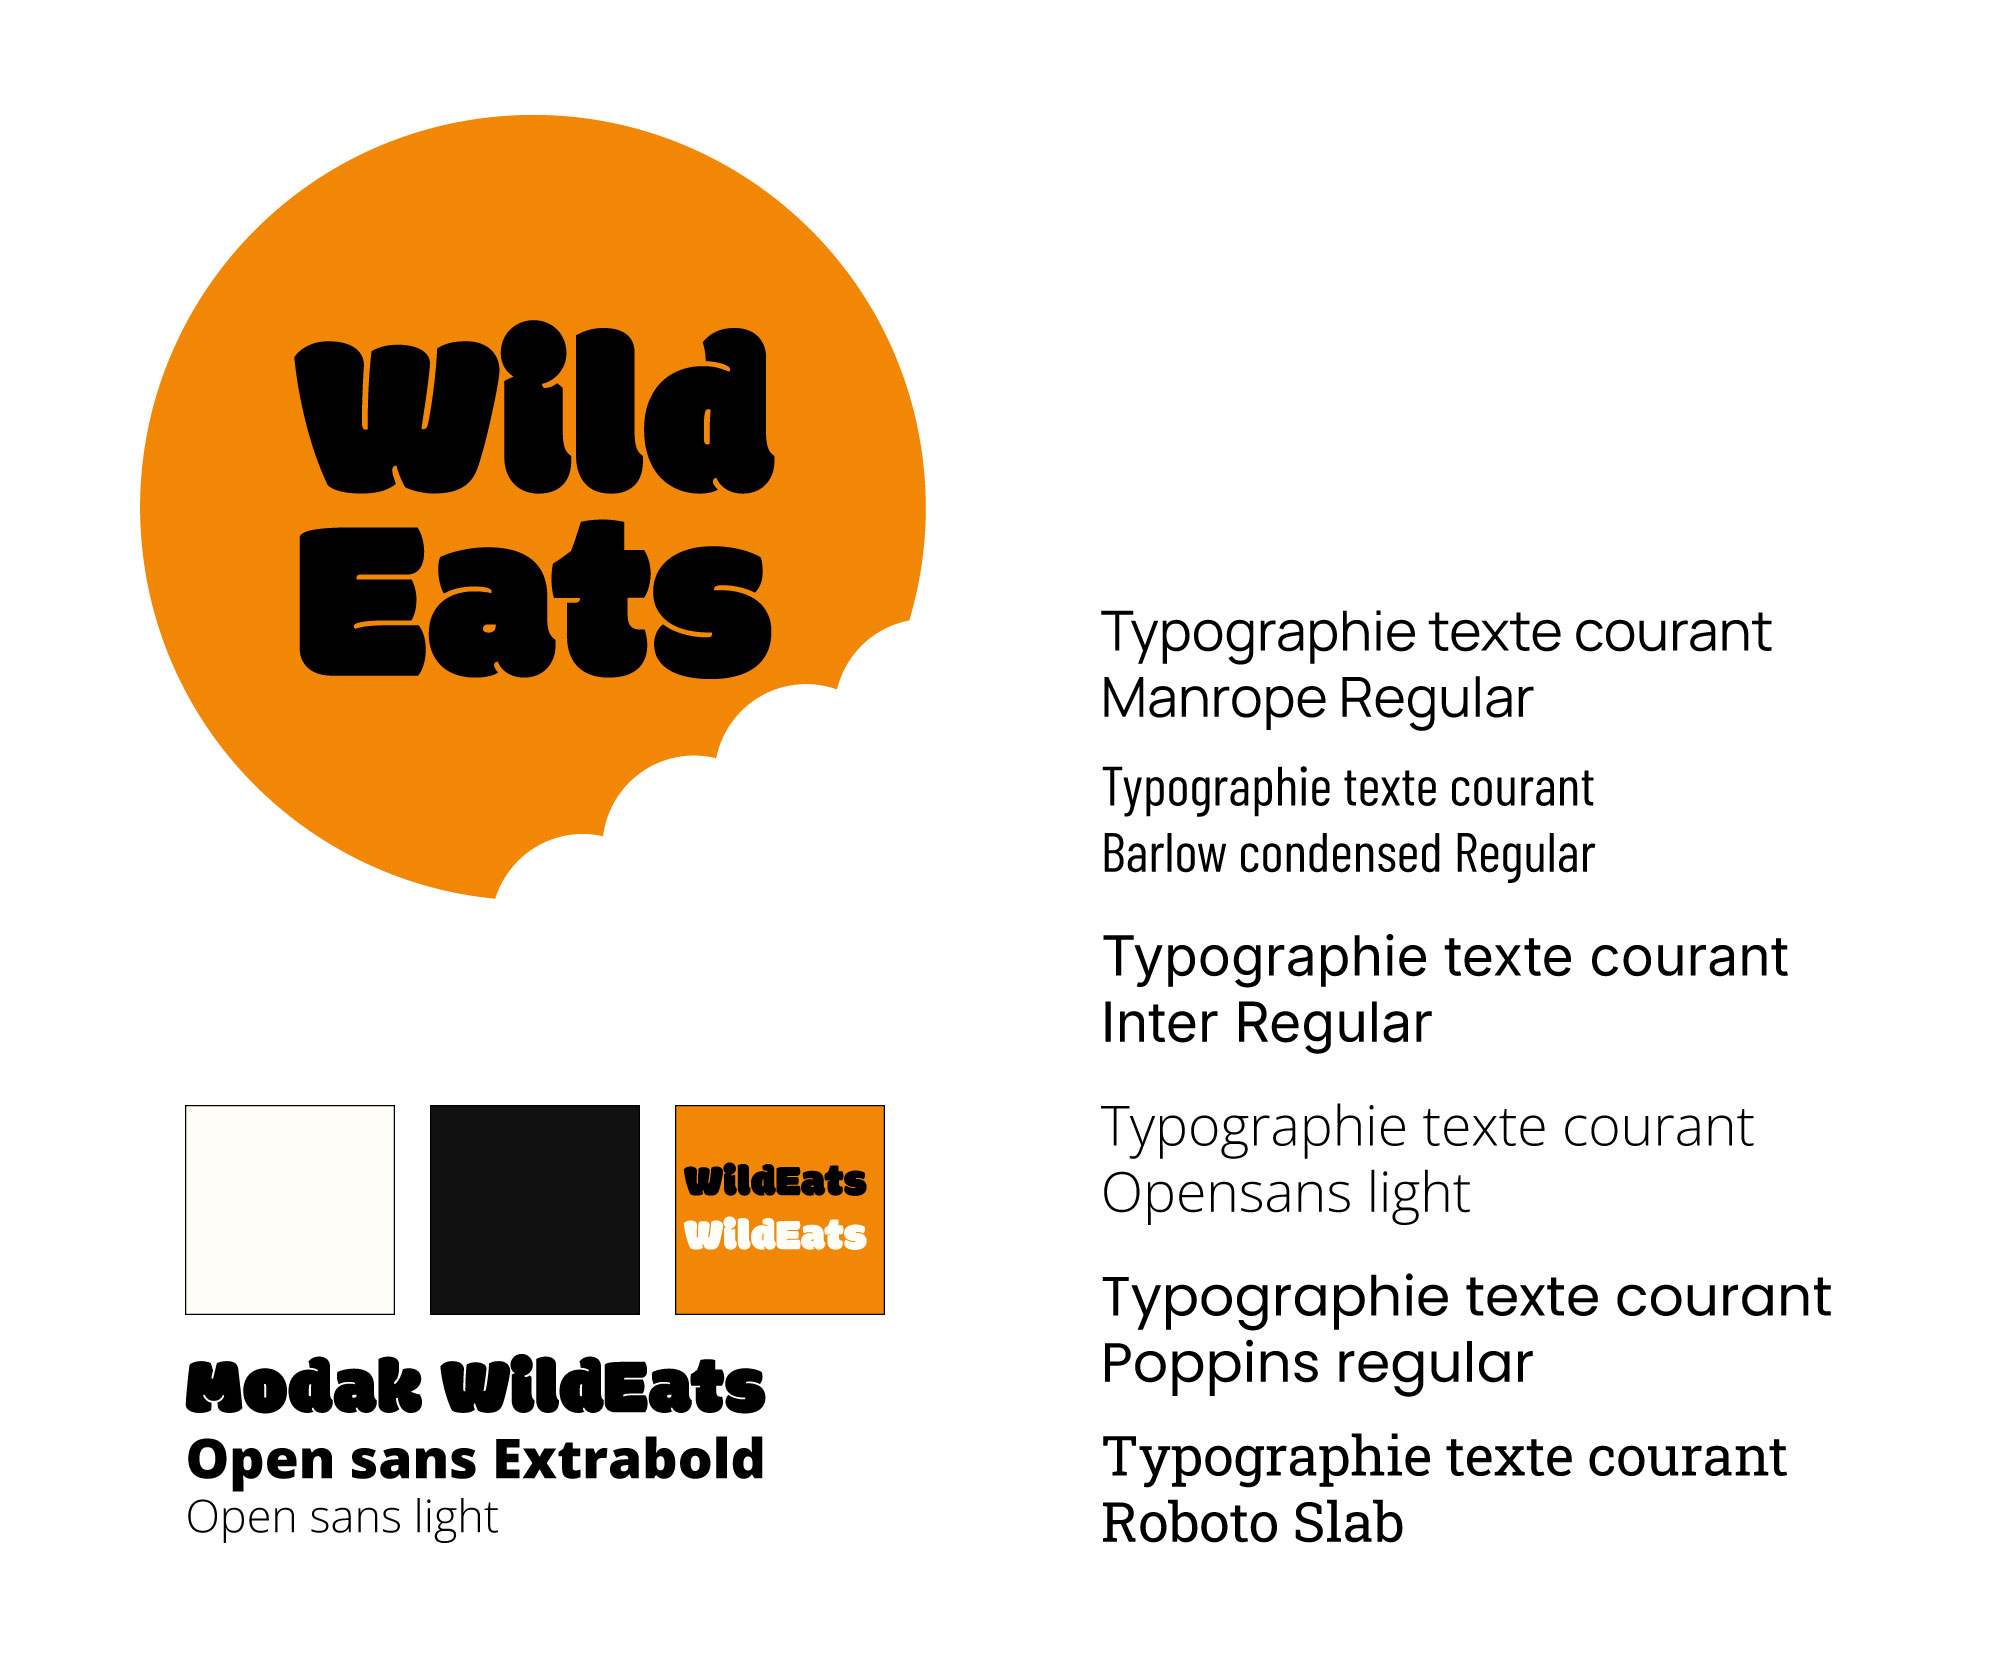 Wild
Eats
WildEats
WildEats
Modak WildEats
Open sans Extrabold
Open sans light
Typographie texte courant
Manrope Regular
Typographie texte courant
Barlow condensed Regular
Typographie texte courant
Inter Regular
Typographie texte courant
Opensans light
Typographie texte courant
Poppins regular
Typographie texte courant
Roboto Slab